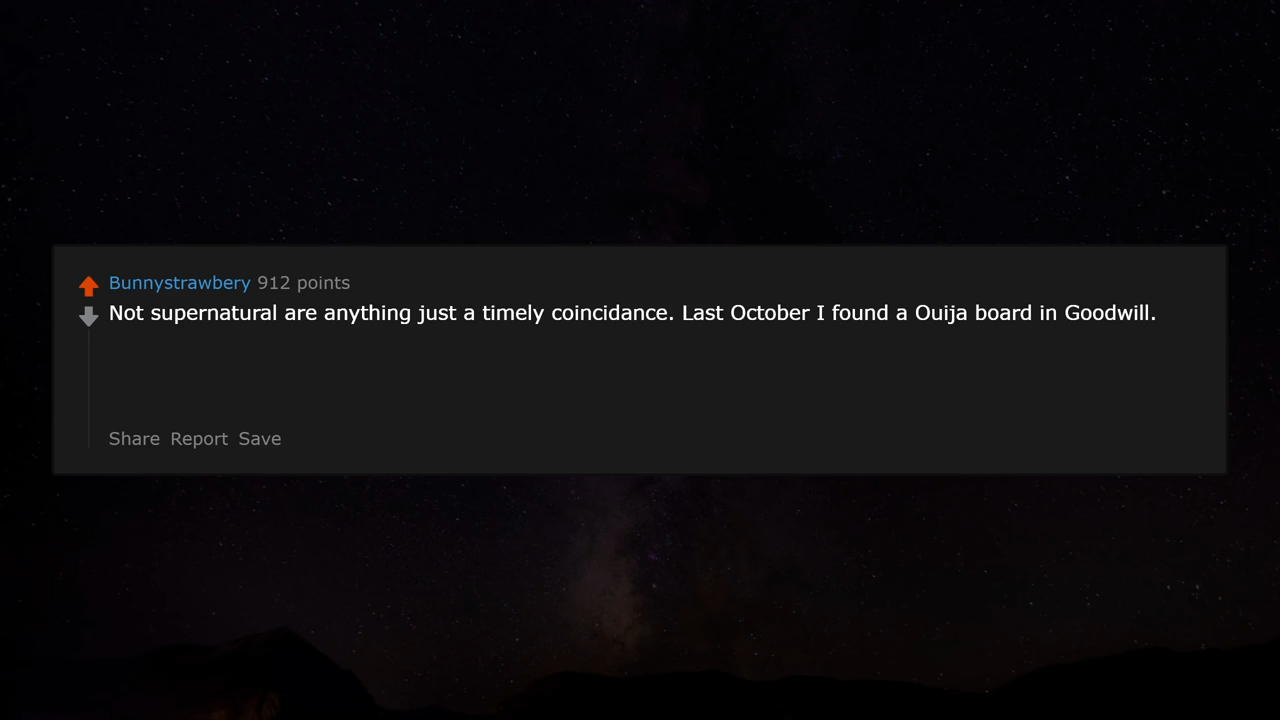 Bunnystrawbery 912 points
Not supernatural are anything just a timely coincidance. Last October I found a Ouija board in Goodwill.
Share Report Save